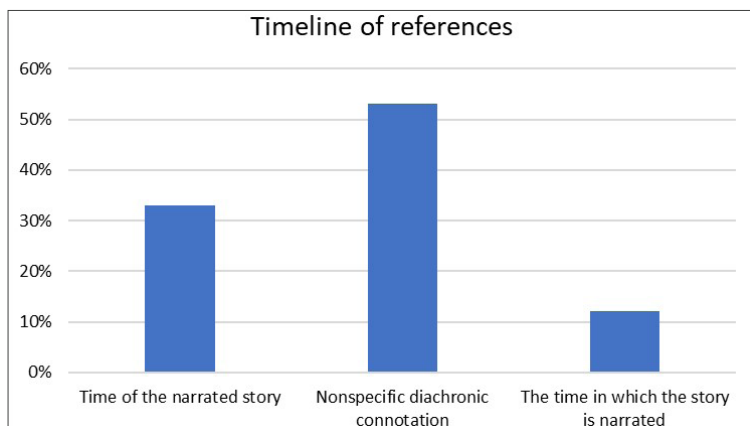 Timeline of references
60%
50%
40%
30%
20%
10%
0%
Time of the narrated story
Nonspecific diachronic
connotation
The time in which the story
is narrated